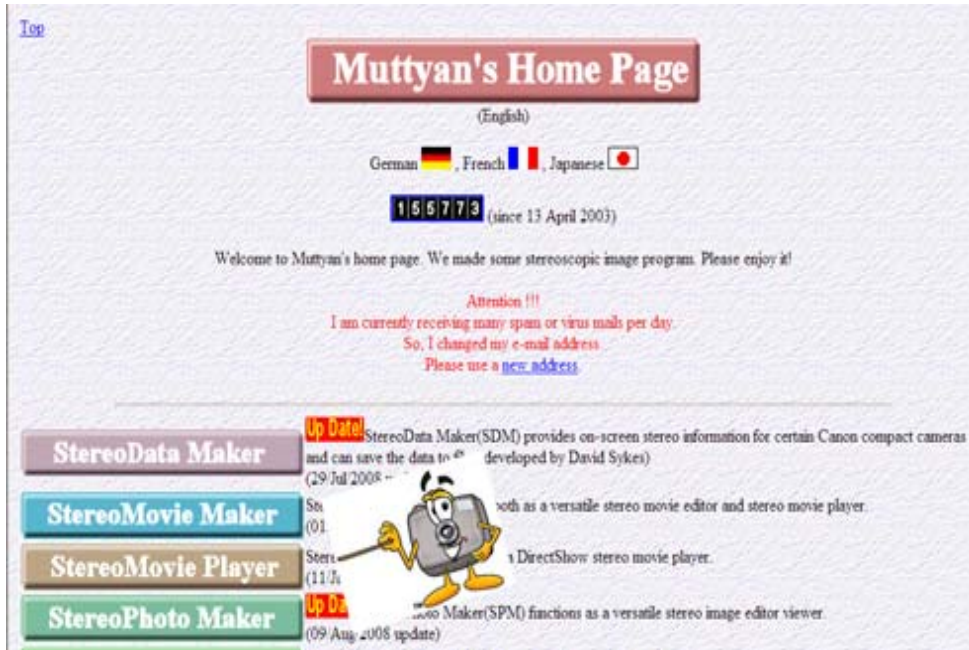 Top
Muttyan's Home Page
(English)
German , French , Japanese
155773 (since 13 April 2003)
Welcome to Muttyan's home page. We made some stereoscopic image program. Please enjoy it!
Attention !!!
I am currently receiving many spam or virus mails per day.
So, I changed my e-mail address
Please use a new address.
StereoData Maker
Up Date! StereoData Maker(SDM) provides on-screen stereo information for certain Canon compact cameras
and can save the data to developed by David Sykes)
(29 Jul 2008
StereoMovie Maker
both as a versatile stereo movie editor and stereo movie player.
(01
StereoMovie Player
DirectShow stereo movie player.
(11
StereoPhoto Maker
Up Maker(SPM) functions as a versatile stereo image editor viewer.
(09 Aug 2008 update)